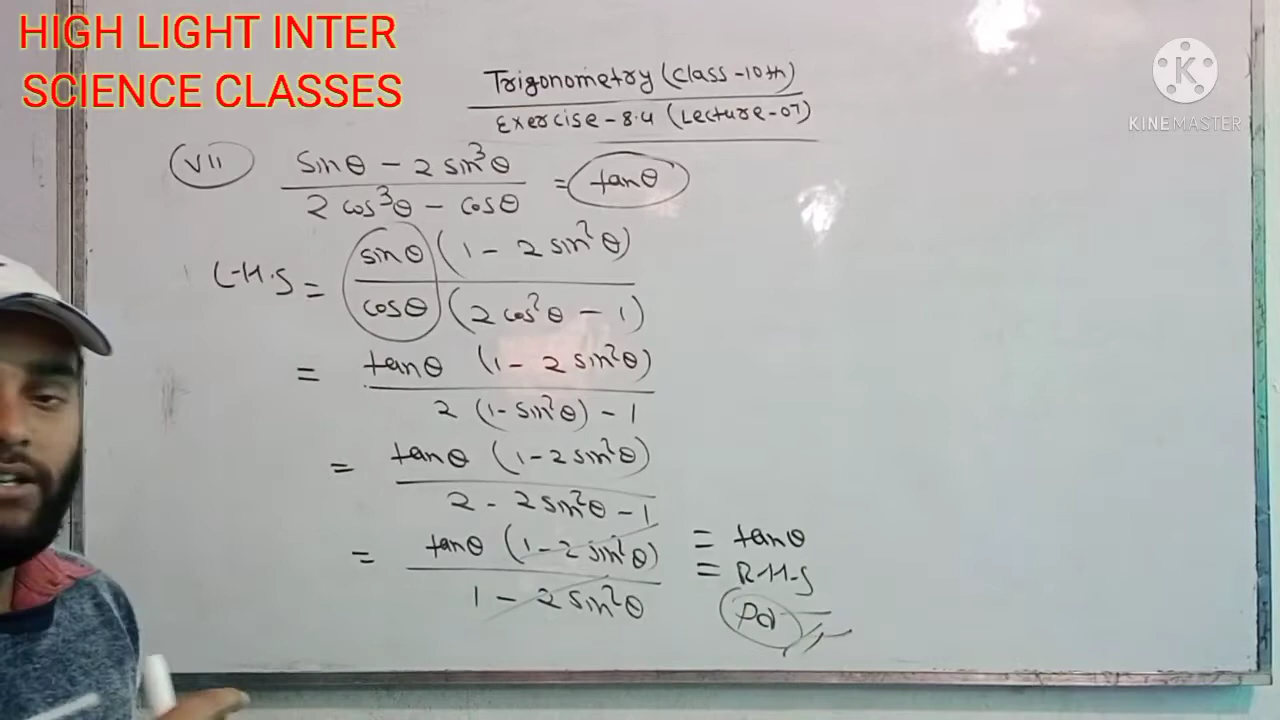 HIGH LIGHT INTER
SCIENCE CLASSES
K
KINEMASTER
Trigonometry (Class-10th)
Exercise-8.4 (Lecture-07)
VII sinθ - 2 sin³θ / 2 cos³θ - cosθ = tanθ
L.H.S = sinθ (1 - 2 sin²θ) / cosθ (2 cos²θ - 1)
= tanθ (1 - 2 sin²θ) / 2 (1 - sin²θ) - 1
= tanθ (1 - 2 sin²θ) / 2 - 2 sin²θ - 1
= tanθ (1 - 2 sin²θ) / 1 - 2 sin²θ = tanθ
= R.H.S
Pd